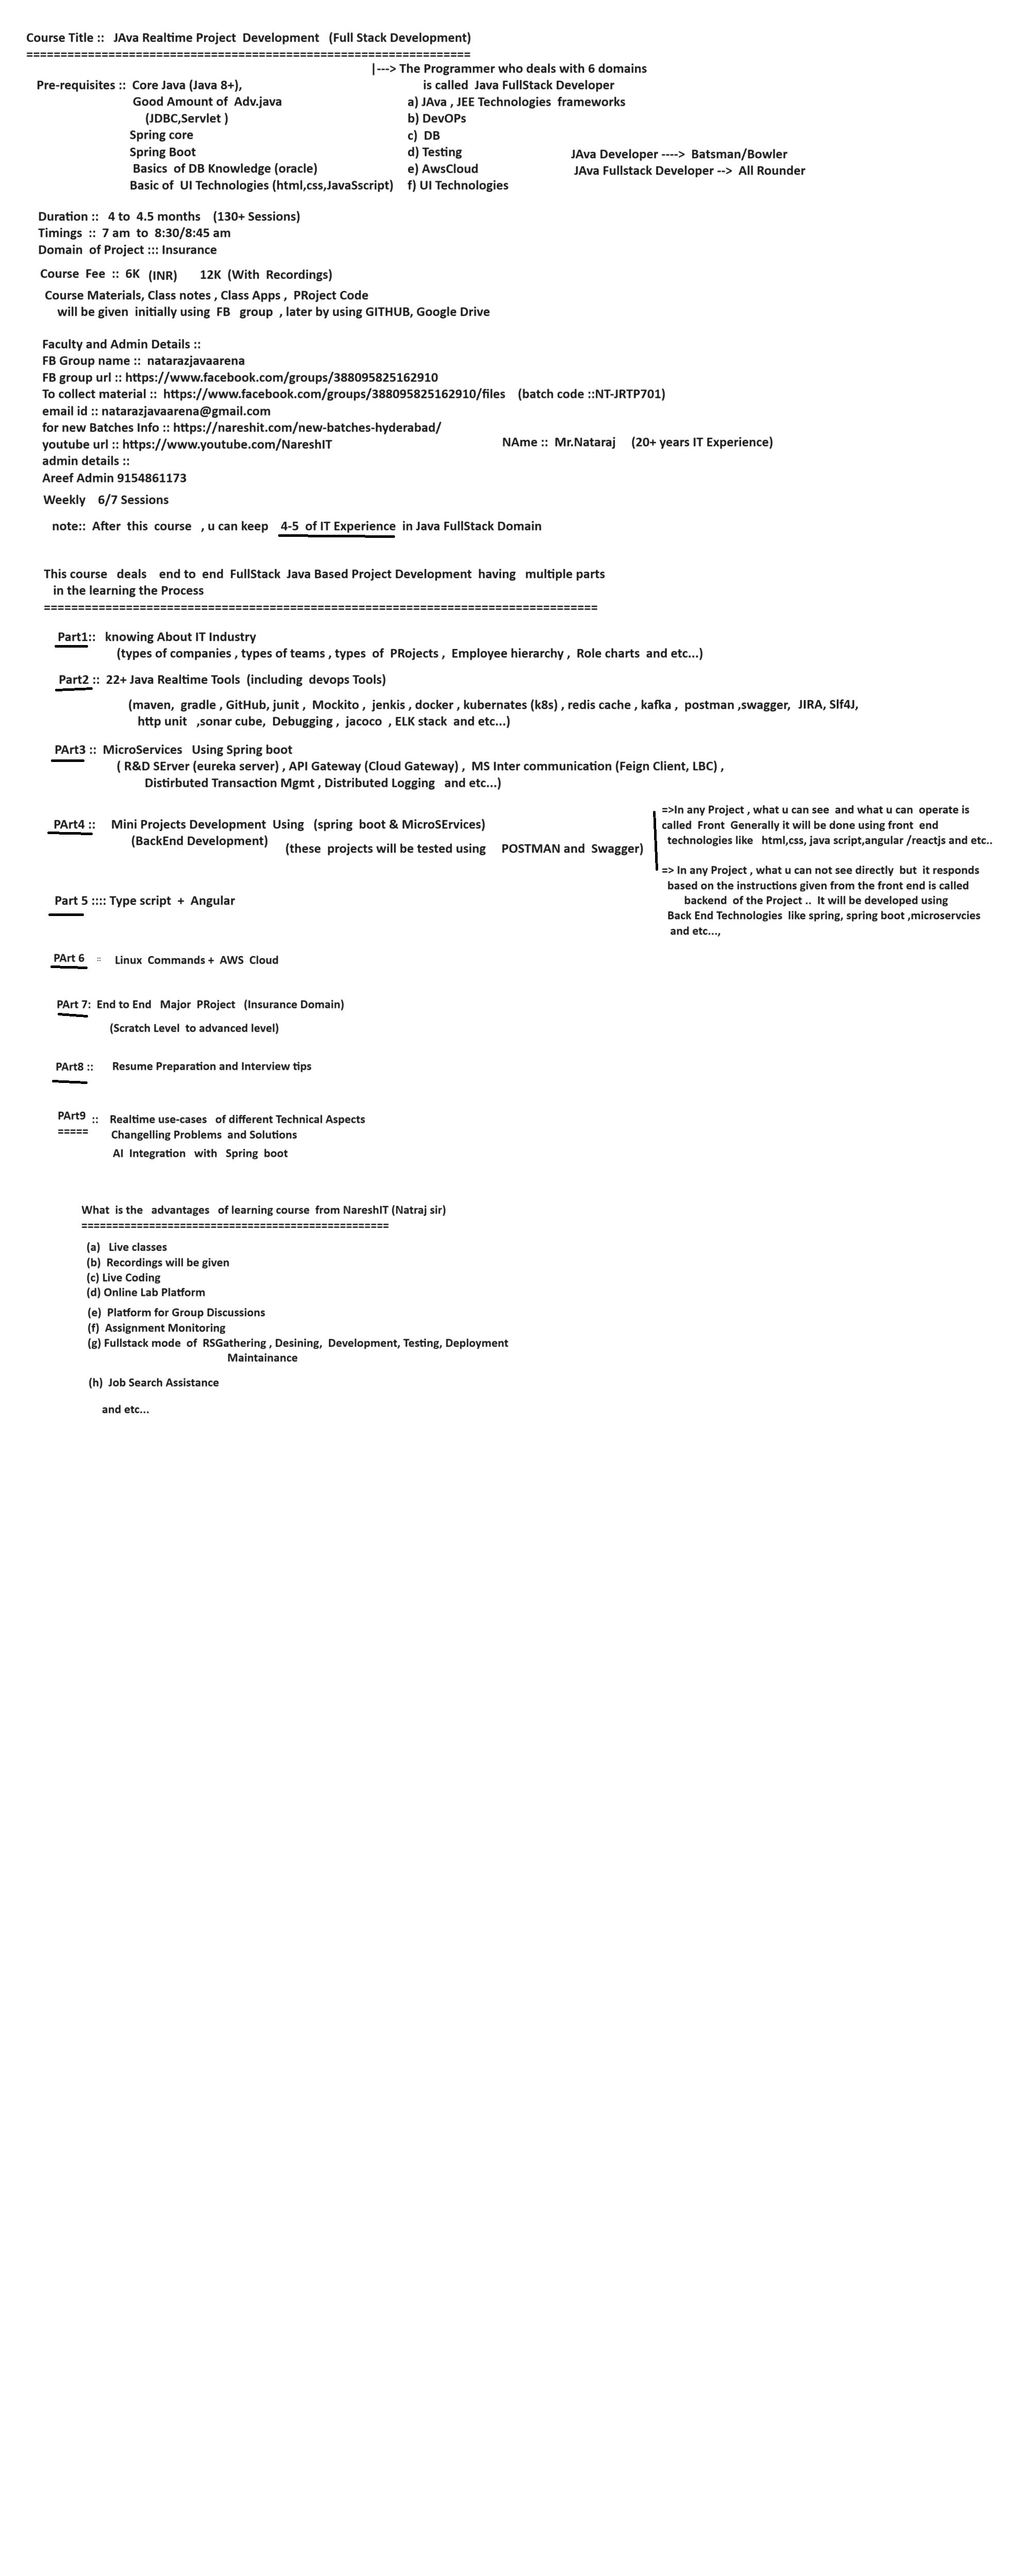 Course Title :: JAva Realtime Project Development (Full Stack Development)
=================================================================
|---> The Programmer who deals with 6 domains
is called Java FullStack Developer
Pre-requisites :: Core Java (Java 8+),
Good Amount of Adv.java
(JDBC,Servlet )
Spring core
Spring Boot
Basics of DB Knowledge (oracle)
Basic of UI Technologies (html,css,JavaSscript)
a) JAva , JEE Technologies frameworks
b) DevOPs
c) DB
d) Testing
e) AwsCloud
f) UI Technologies
JAva Developer ----> Batsman/Bowler
JAva Fullstack Developer --> All Rounder
Duration :: 4 to 4.5 months (130+ Sessions)
Timings :: 7 am to 8:30/8:45 am
Domain of Project ::: Insurance
Course Fee :: 6K (INR) 12K (With Recordings)
Course Materials, Class notes , Class Apps , PRoject Code
will be given initially using FB group , later by using GITHUB, Google Drive
Faculty and Admin Details ::
FB Group name :: natarazjavaarena
FB group url :: https://www.facebook.com/groups/388095825162910
To collect material :: https://www.facebook.com/groups/388095825162910/files (batch code ::NT-JRTP701)
email id :: natarazjavaarena@gmail.com
for new Batches Info :: https://nareshit.com/new-batches-hyderabad/
youtube url :: https://www.youtube.com/NareshIT
NAme :: Mr.Nataraj (20+ years IT Experience)
admin details ::
Areef Admin 9154861173
Weekly 6/7 Sessions
note:: After this course , u can keep 4-5 of IT Experience in Java FullStack Domain
This course deals end to end FullStack Java Based Project Development having multiple parts
in the learning the Process
=================================================================================
Part1:: knowing About IT Industry
(types of companies , types of teams , types of PRojects , Employee hierarchy , Role charts and etc...)
Part2 :: 22+ Java Realtime Tools (including devops Tools)
(maven, gradle , GitHub, junit , Mockito , jenkis , docker , kubernates (k8s) , redis cache , kafka , postman ,swagger, JIRA, Slf4J,
http unit ,sonar cube, Debugging , jacoco , ELK stack and etc...)
PArt3 :: MicroServices Using Spring boot
( R&D SErver (eureka server) , API Gateway (Cloud Gateway) , MS Inter communication (Feign Client, LBC) ,
Distirbuted Transaction Mgmt , Distributed Logging and etc...)
PArt4 :: Mini Projects Development Using (spring boot & MicroSErvices)
(BackEnd Development)
(these projects will be tested using POSTMAN and Swagger)
=>In any Project , what u can see and what u can operate is
called Front Generally it will be done using front end
technologies like html,css, java script,angular /reactjs and etc..
=> In any Project , what u can not see directly but it responds
based on the instructions given from the front end is called
backend of the Project .. It will be developed using
Back End Technologies like spring, spring boot ,microservcies
and etc...,
Part 5 :::: Type script + Angular
PArt 6 :: Linux Commands + AWS Cloud
PArt 7: End to End Major PRoject (Insurance Domain)
(Scratch Level to advanced level)
PArt8 :: Resume Preparation and Interview tips
PArt9 :: Realtime use-cases of different Technical Aspects
=====
Changelling Problems and Solutions
AI Integration with Spring boot
What is the advantages of learning course from NareshIT (Natraj sir)
==================================================
(a) Live classes
(b) Recordings will be given
(c) Live Coding
(d) Online Lab Platform
(e) Platform for Group Discussions
(f) Assignment Monitoring
(g) Fullstack mode of RSGathering , Desining, Development, Testing, Deployment
Maintainance
(h) Job Search Assistance
and etc...